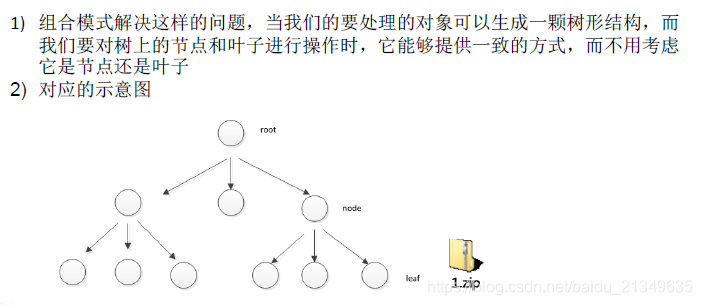 1) 组合模式解决这样的问题，当我们的要处理的对象可以生成一颗树形结构，而
我们要对树上的节点和叶子进行操作时，它能够提供一致的方式，而不用考虑
它是节点还是叶子
2) 对应的示意图
root
node
leaf
1.zip
https://blog.csdn.net/baidu_21349635